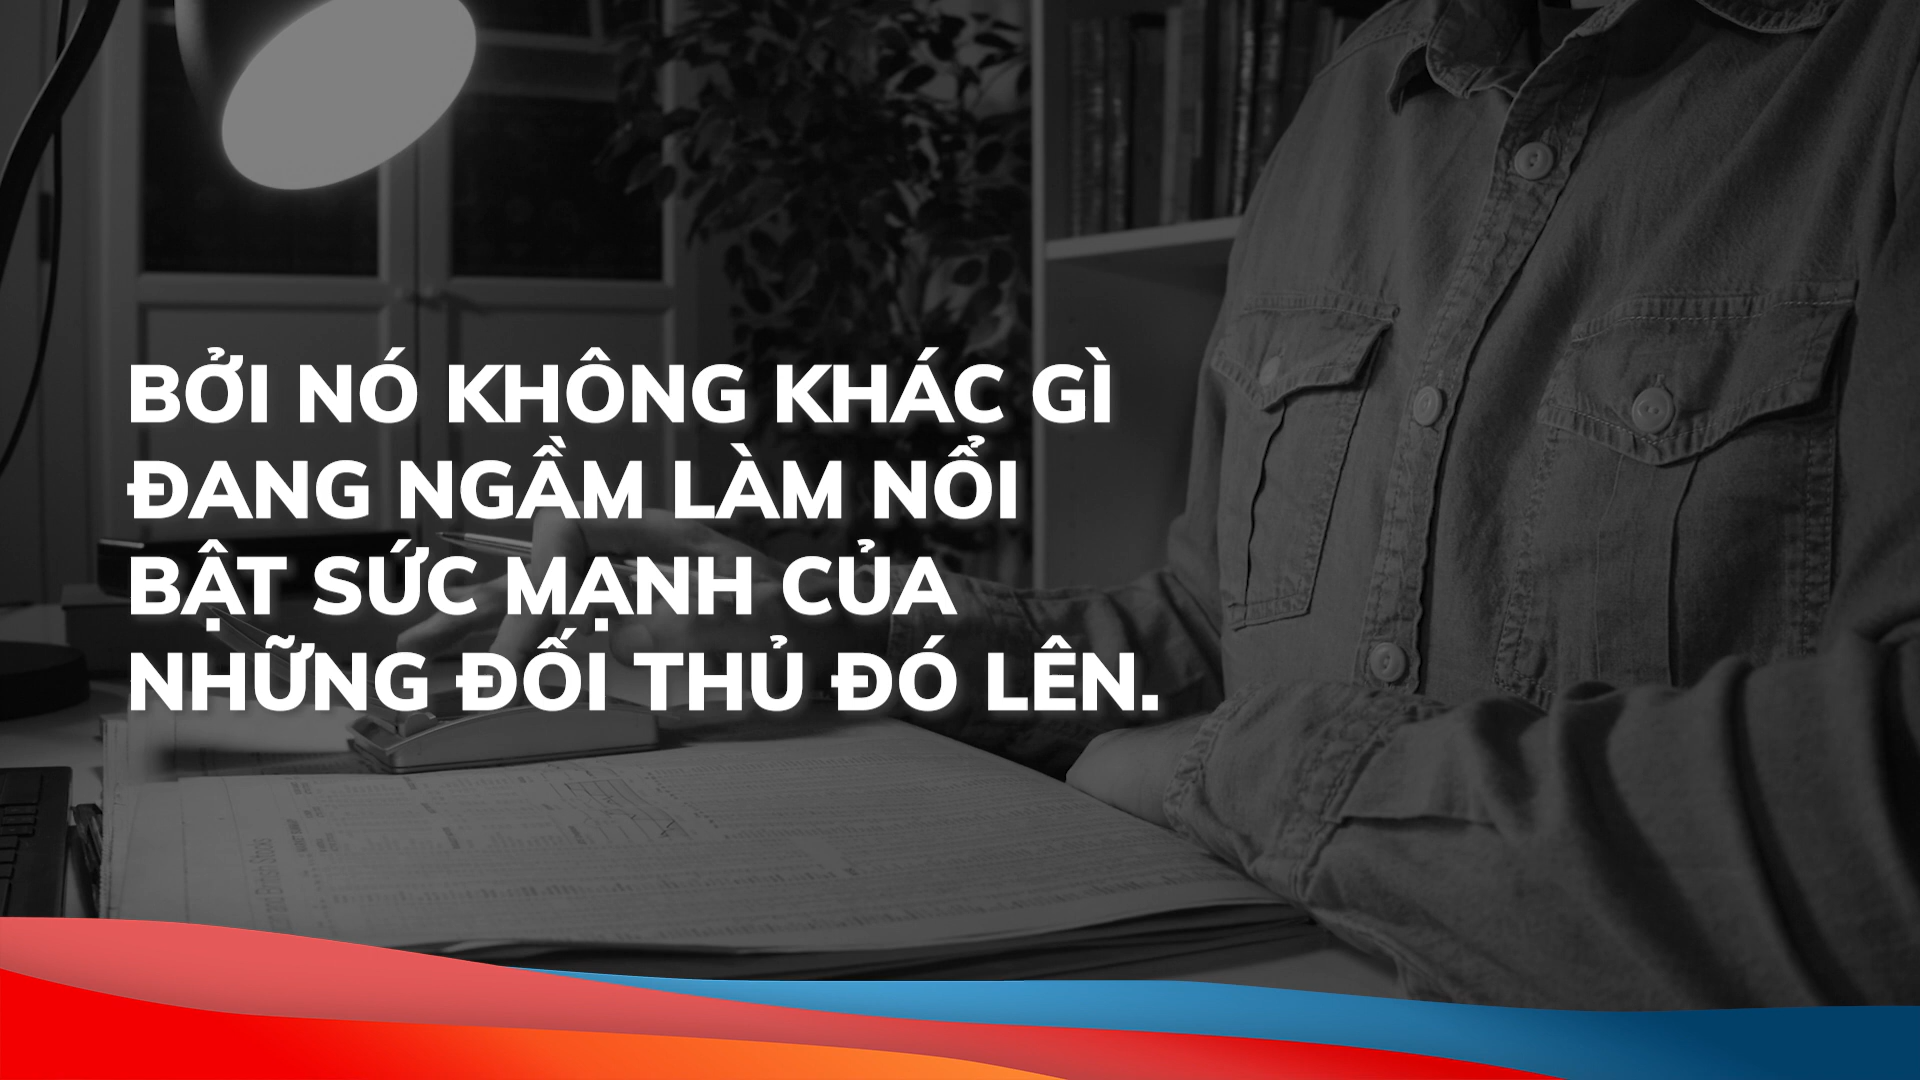 BỞI NÓ KHÔNG KHÁC GÌ
ĐANG NGẦM LÀM NỔI
BẬT SỨC MẠNH CỦA
NHỮNG ĐỐI THỦ ĐÓ LÊN.